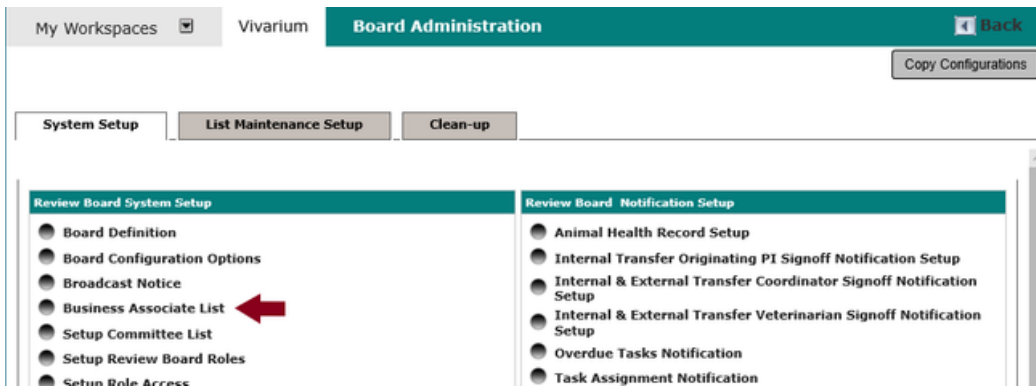 My Workspaces
Vivarium
Board Administration
Back
Copy Configurations
System Setup
List Maintenance Setup
Clean-up
Review Board System Setup
Board Definition
Board Configuration Options
Broadcast Notice
Business Associate List
Setup Committee List
Setup Review Board Roles
Setup Role Access
Review Board Notification Setup
Animal Health Record Setup
Internal Transfer Originating PI Signoff Notification Setup
Internal & External Transfer Coordinator Signoff Notification
Setup
Internal & External Transfer Veterinarian Signoff Notification
Setup
Overdue Tasks Notification
Task Assignment Notification